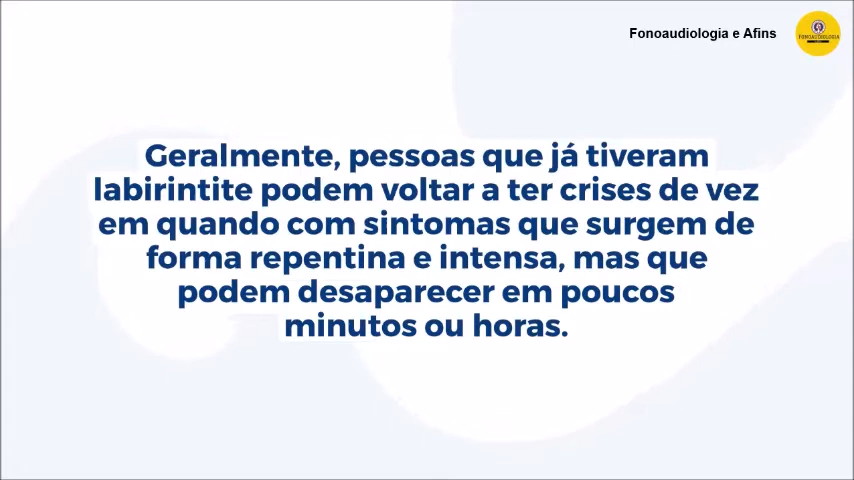 Fonoaudiologia e Afins
FONOAUDIOLOGIA
Geralmente, pessoas que já tiveram
labirintite podem voltar a ter crises de vez
em quando com sintomas que surgem de
forma repentina e intensa, mas que
podem desaparecer em poucos
minutos ou horas.